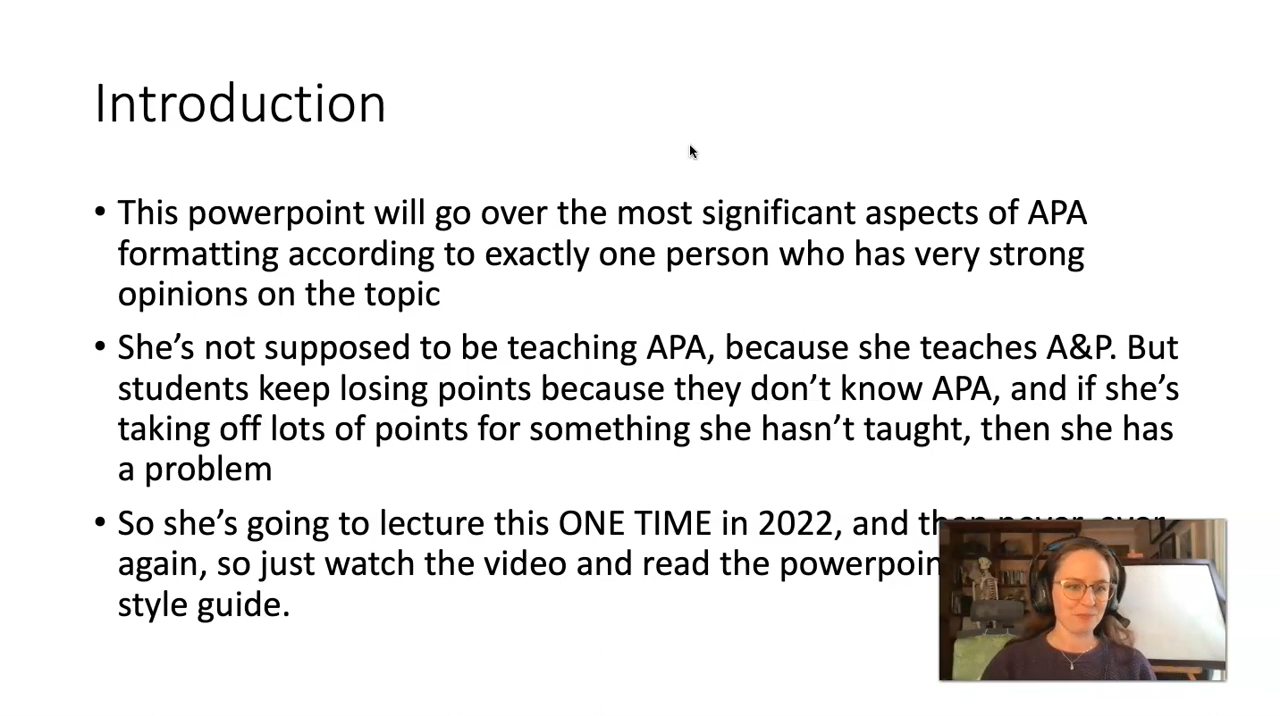 Introduction
• This powerpoint will go over the most significant aspects of APA
formatting according to exactly one person who has very strong
opinions on the topic
• She’s not supposed to be teaching APA, because she teaches A&P. But
students keep losing points because they don’t know APA, and if she’s
taking off lots of points for something she hasn’t taught, then she has
a problem
• So she’s going to lecture this ONE TIME in 2022, and then never, ever
again, so just watch the video and read the powerpoin
style guide.